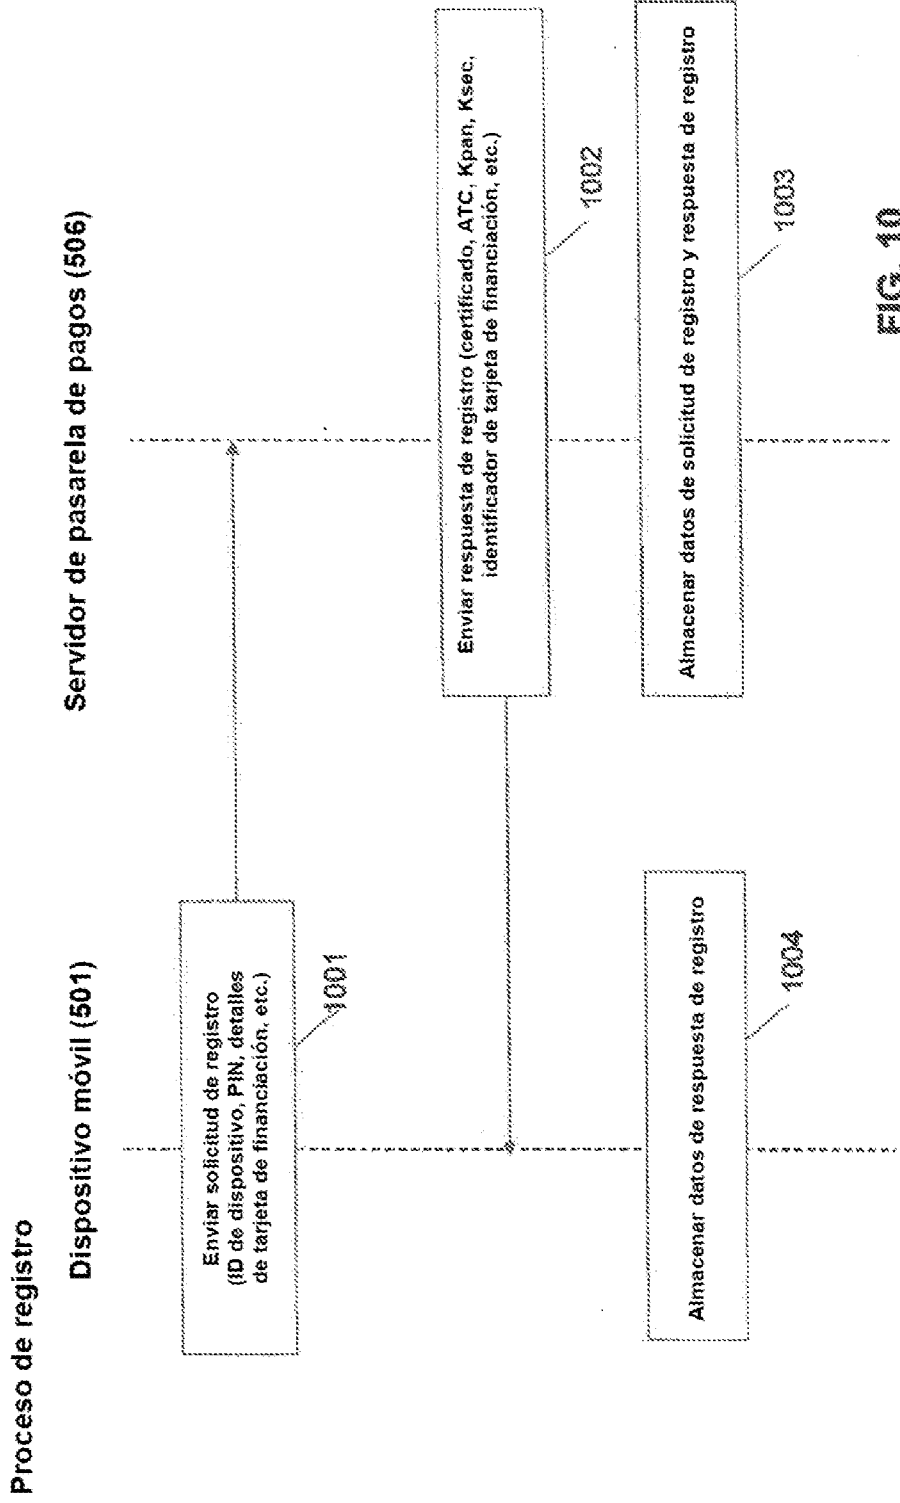 Proceso de registro
Dispositivo móvil (501)
Servidor de pasarela de pagos (506)
Enviar solicitud de registro
(ID de dispositivo, PIN, detalles
de tarjeta de financiación, etc.)
1001
Enviar respuesta de registro (certificado, ATC, Kpan, Ksec,
identificador de tarjeta de financiación, etc.)
1002
Almacenar datos de solicitud de registro y respuesta de registro
1003
Almacenar datos de respuesta de registro
1004
FIG. 10